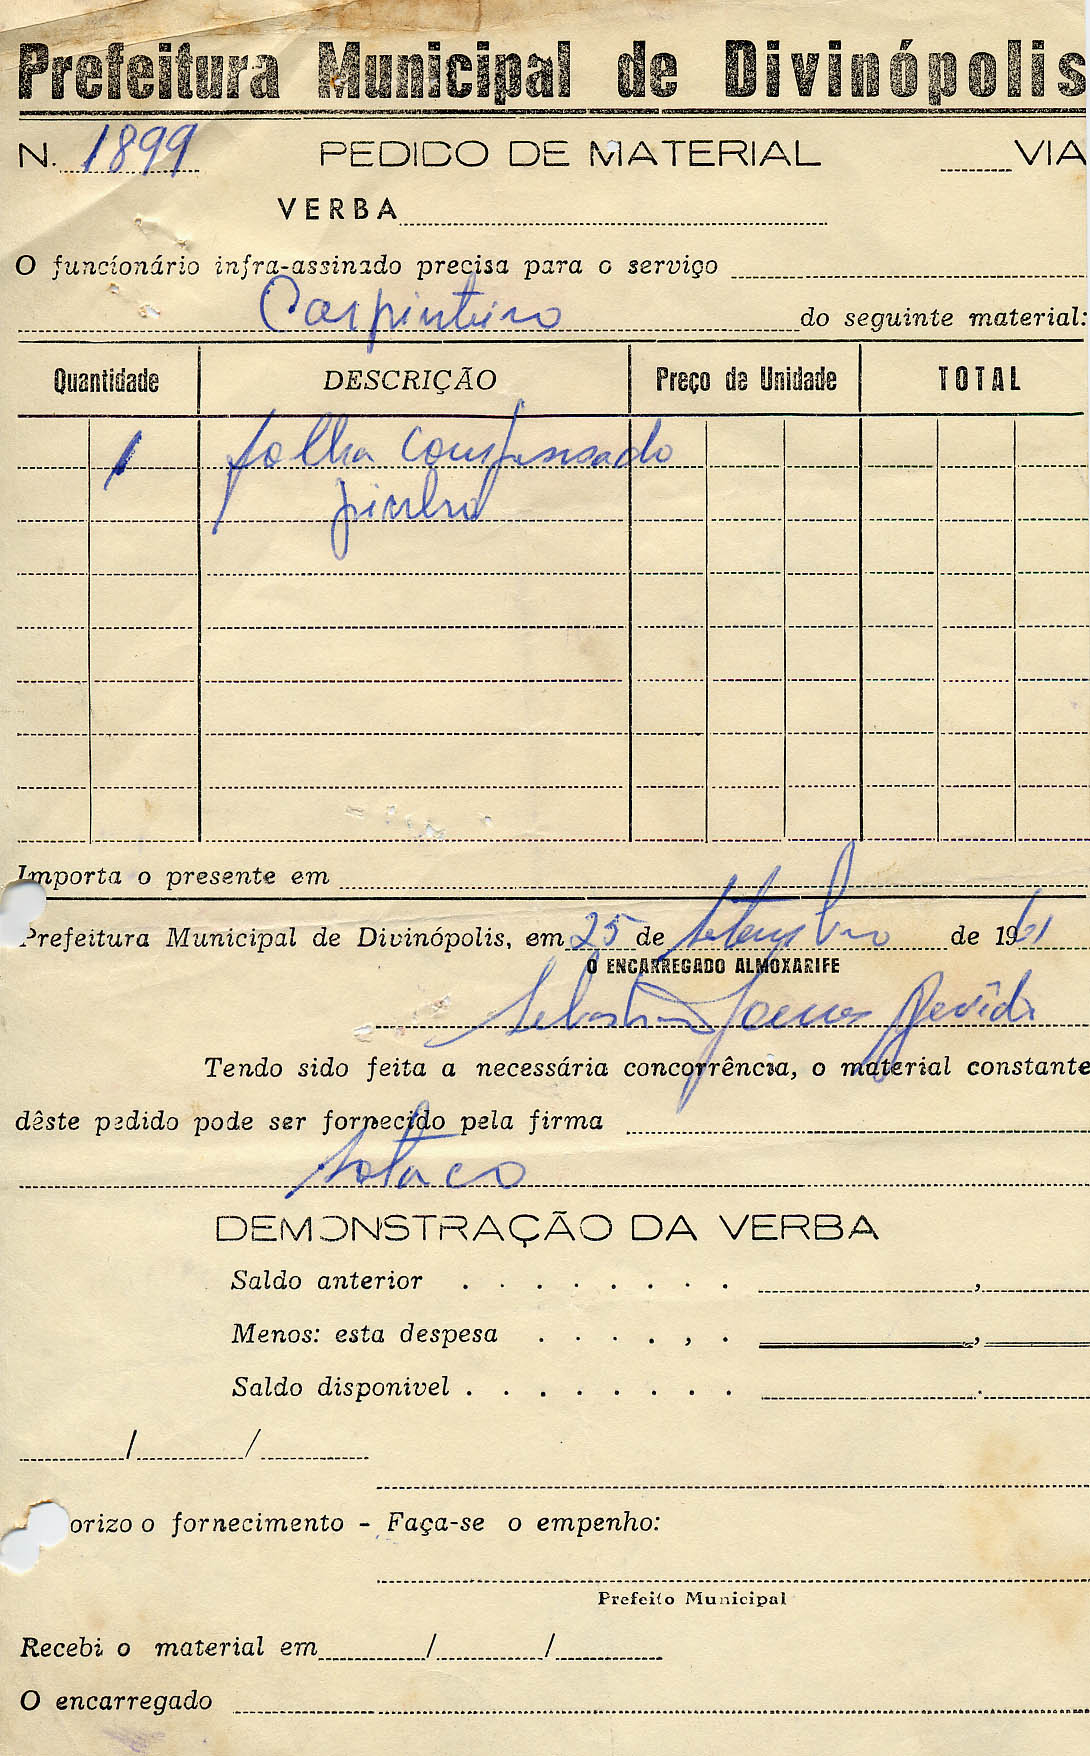 Prefeitura Municipal de Divinópolis
N. 1899 PEDIDO DE MATERIAL VIA
VERBA
O funcionário infra-assinado precisa para o serviço
Carpinteiro do seguinte material:
Quantidade DESCRIÇÃO Preço de Unidade TOTAL
1 folha compensado
pinho
Importa o presente em
Prefeitura Municipal de Divinópolis, em 25 de Setembro de 1961
O ENCARREGADO ALMOXARIFE
Sebastião Gomes
Tendo sido feita a necessária concorrência, o material constante
dêste pedido pode ser fornecido pela firma
DEMONSTRAÇÃO DA VERBA
Saldo anterior . . . . . . . . ,
Menos: esta despesa . . . . , . ,
Saldo disponivel . . . . . . . . .
/ /
orizo o fornecimento - Faça-se o empenho:
Prefeito Municipal
Recebi o material em / /
O encarregado